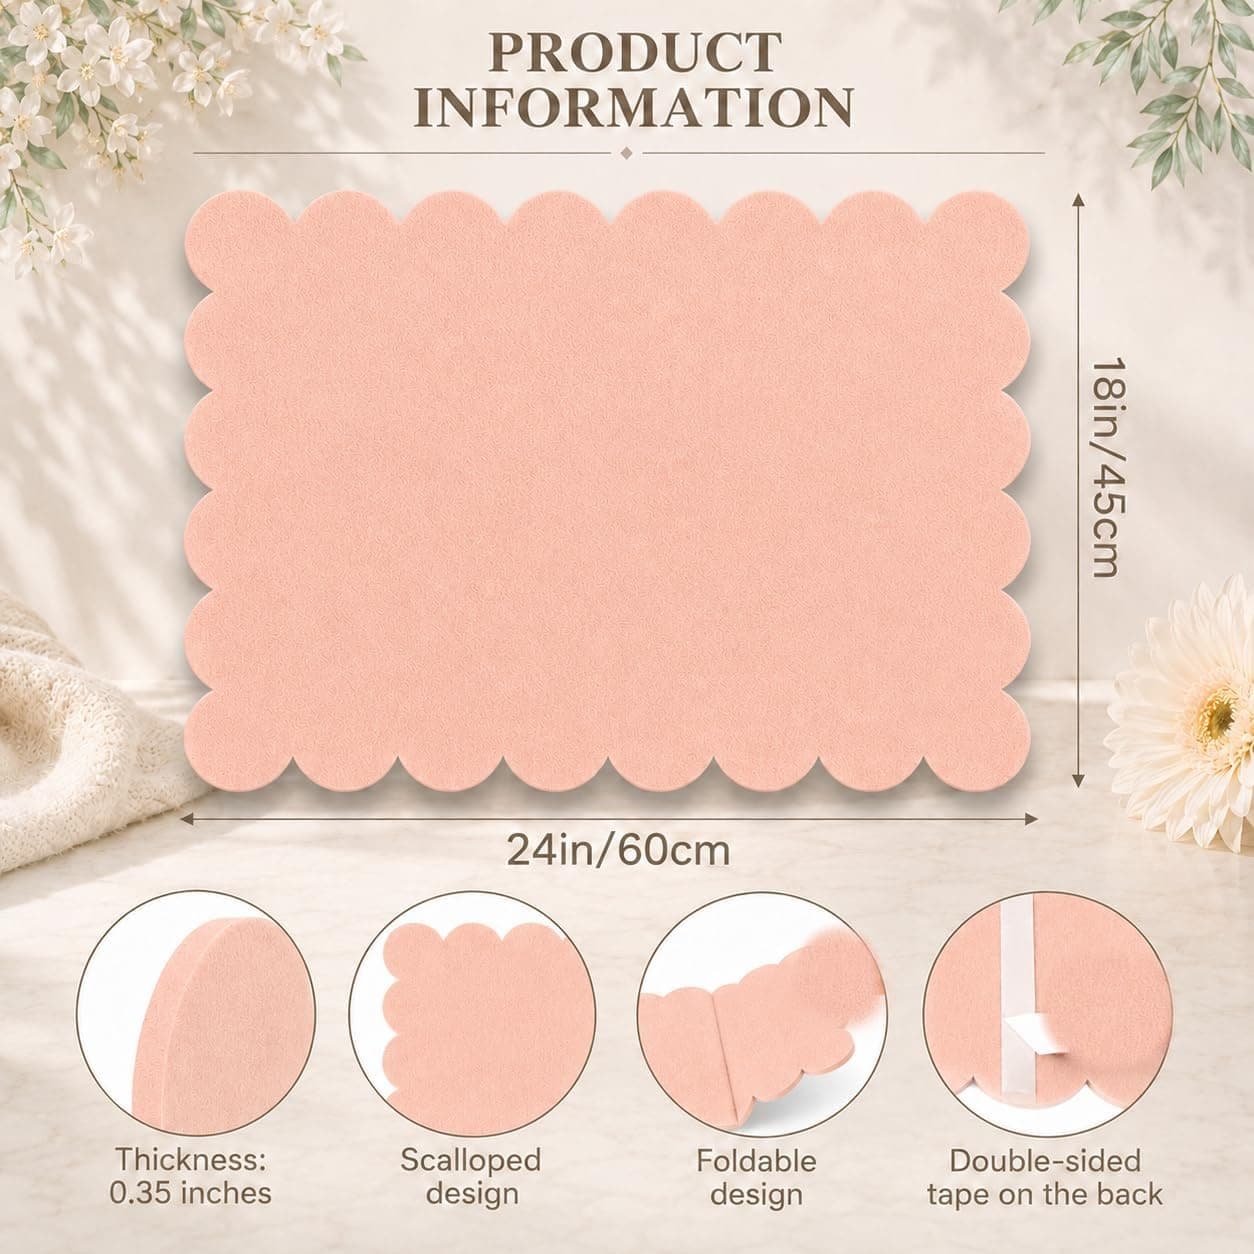 PRODUCT
INFORMATION
18in/45cm
24in/60cm
Thickness:
0.35 inches
Scalloped
design
Foldable
design
Double-sided
tape on the back